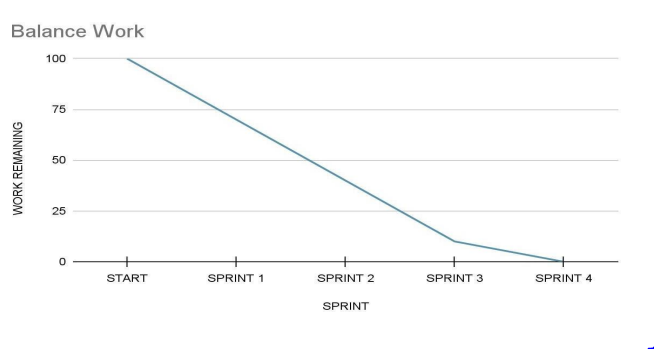 Balance Work
100
75
50
25
0
WORK REMAINING
START SPRINT 1 SPRINT 2 SPRINT 3 SPRINT 4
SPRINT